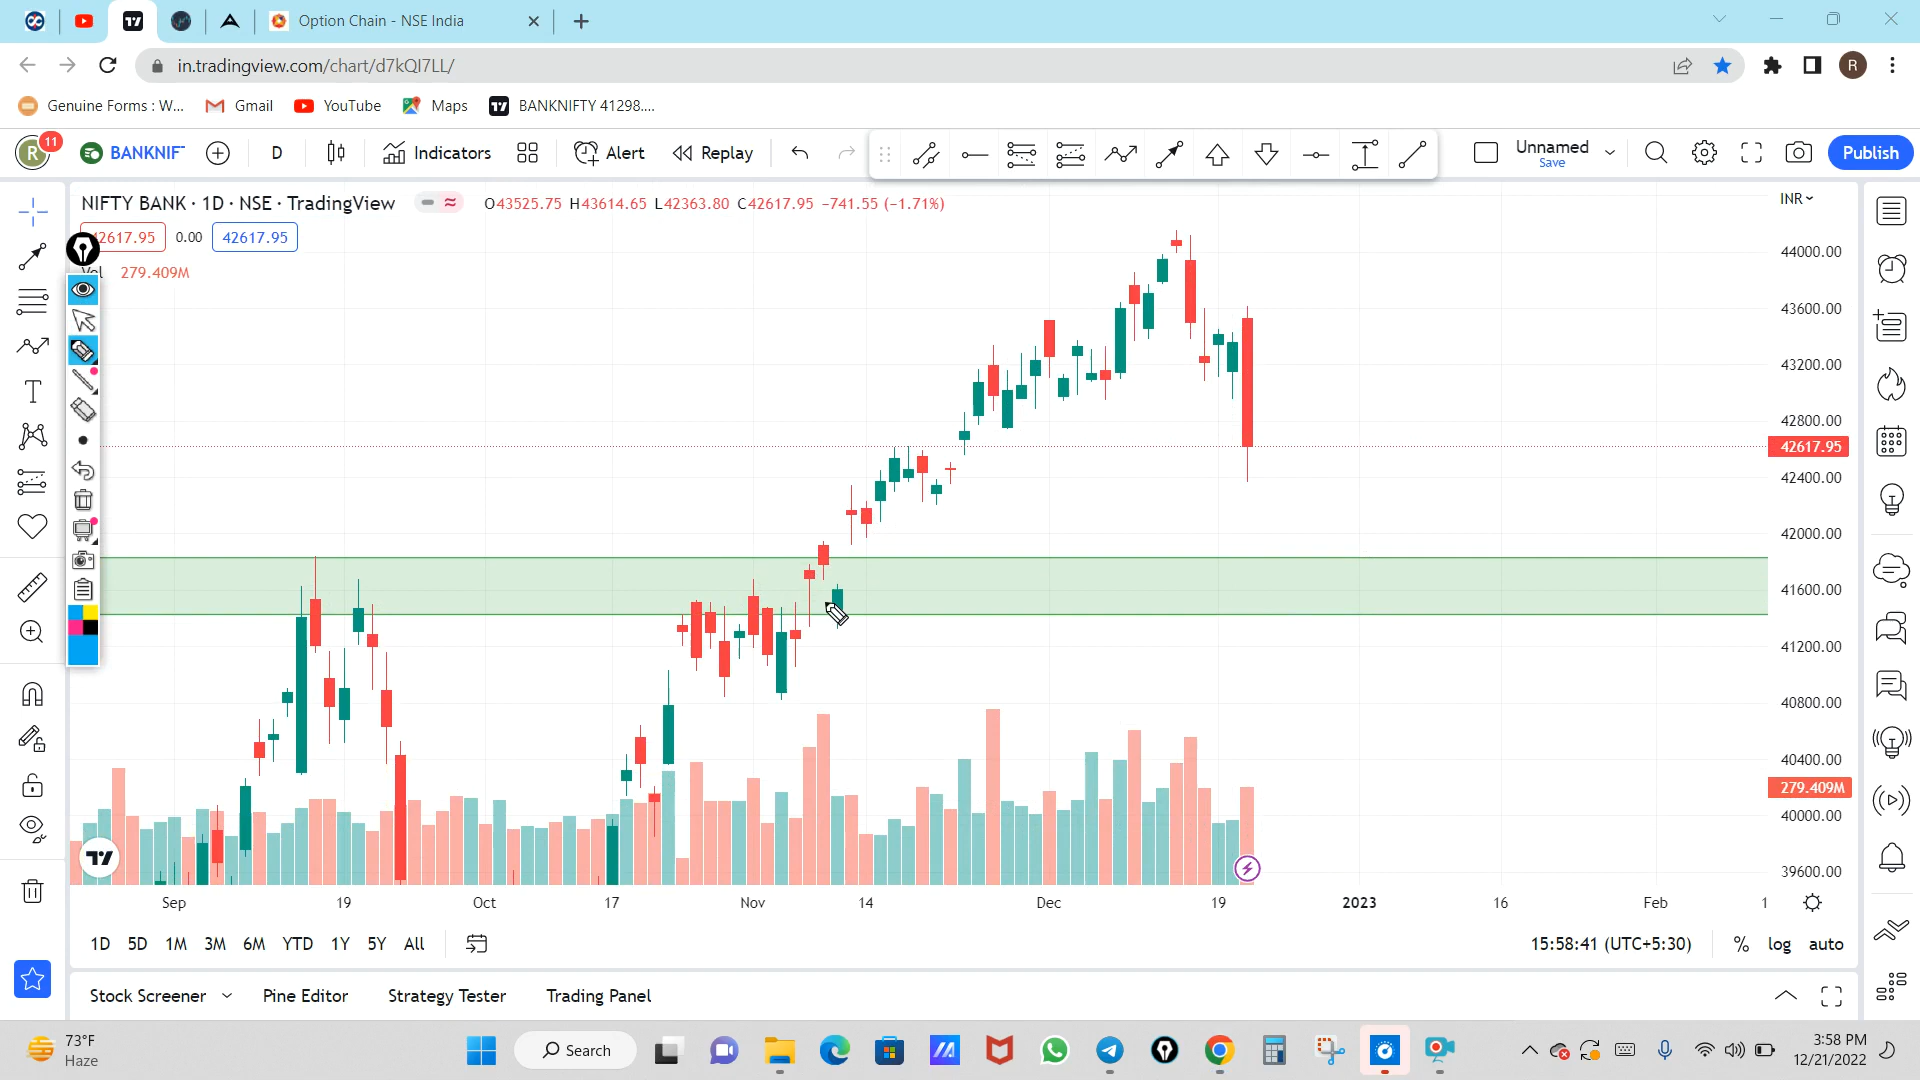 Option Chain - NSE India
in.tradingview.com/chart/d7kQI7LL/
Genuine Forms : W...
Gmail
YouTube
Maps
BANKNIFTY 41298....
R
R
11
BANKNIF
D
Indicators
Alert
Replay
Unnamed
Save
Publish
NIFTY BANK · 1D · NSE · TradingView
O43525.75 H43614.65 L42363.80 C42617.95 −741.55 (−1.71%)
INR
42617.95
0.00
42617.95
Vol 279.409M
44000.00
43600.00
43200.00
42800.00
42617.95
42400.00
42000.00
41600.00
41200.00
40800.00
40400.00
279.409M
40000.00
39600.00
Sep 19 Oct 17 Nov 14 Dec 19 2023 16 Feb 1
1D 5D 1M 3M 6M YTD 1Y 5Y All
15:58:41 (UTC+5:30)
% log auto
Stock Screener
Pine Editor
Strategy Tester
Trading Panel
73°F
Haze
Search
3:58 PM
12/21/2022